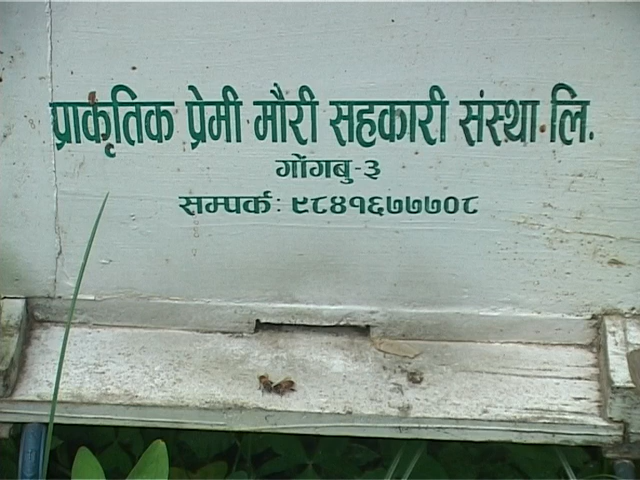 प्राकृतिक प्रेमी मौरी सहकारी संस्था लि.
गोंगबु-३
सम्पर्क: ९८४१६७७७०८